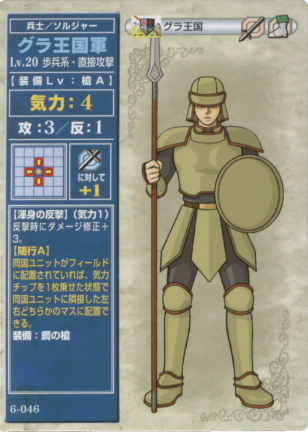 兵士／ソルジャー
グラ王国軍
Lv.20 歩兵系・直接攻撃
【装備Lv：槍A】
気力：4
攻：3／反：1
に対して
+1
【渾身の反撃】（気力1）
反撃時にダメージ修正＋
3。
【随行A】
同国ユニットがフィールド
に配置されていれば、気力
チップを1枚乗せた状態で
同国ユニットに隣接した左
右どちらかのマスに配置で
きる。
装備：鋼の槍
6-046
グラ王国